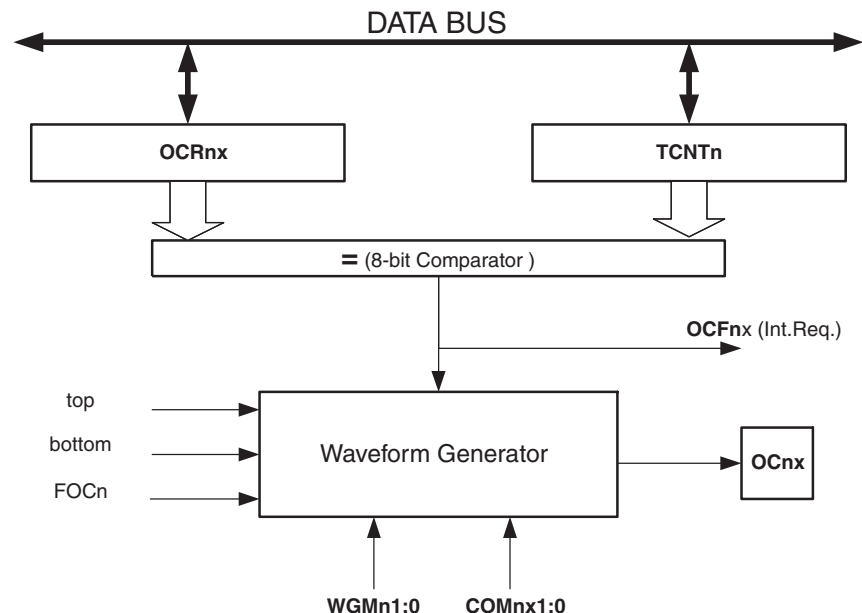 DATA BUS
OCRnx
TCNTn
= (8-bit Comparator )
OCFnx (Int.Req.)
top
bottom
FOCn
Waveform Generator
OCnx
WGMn1:0
COMnx1:0